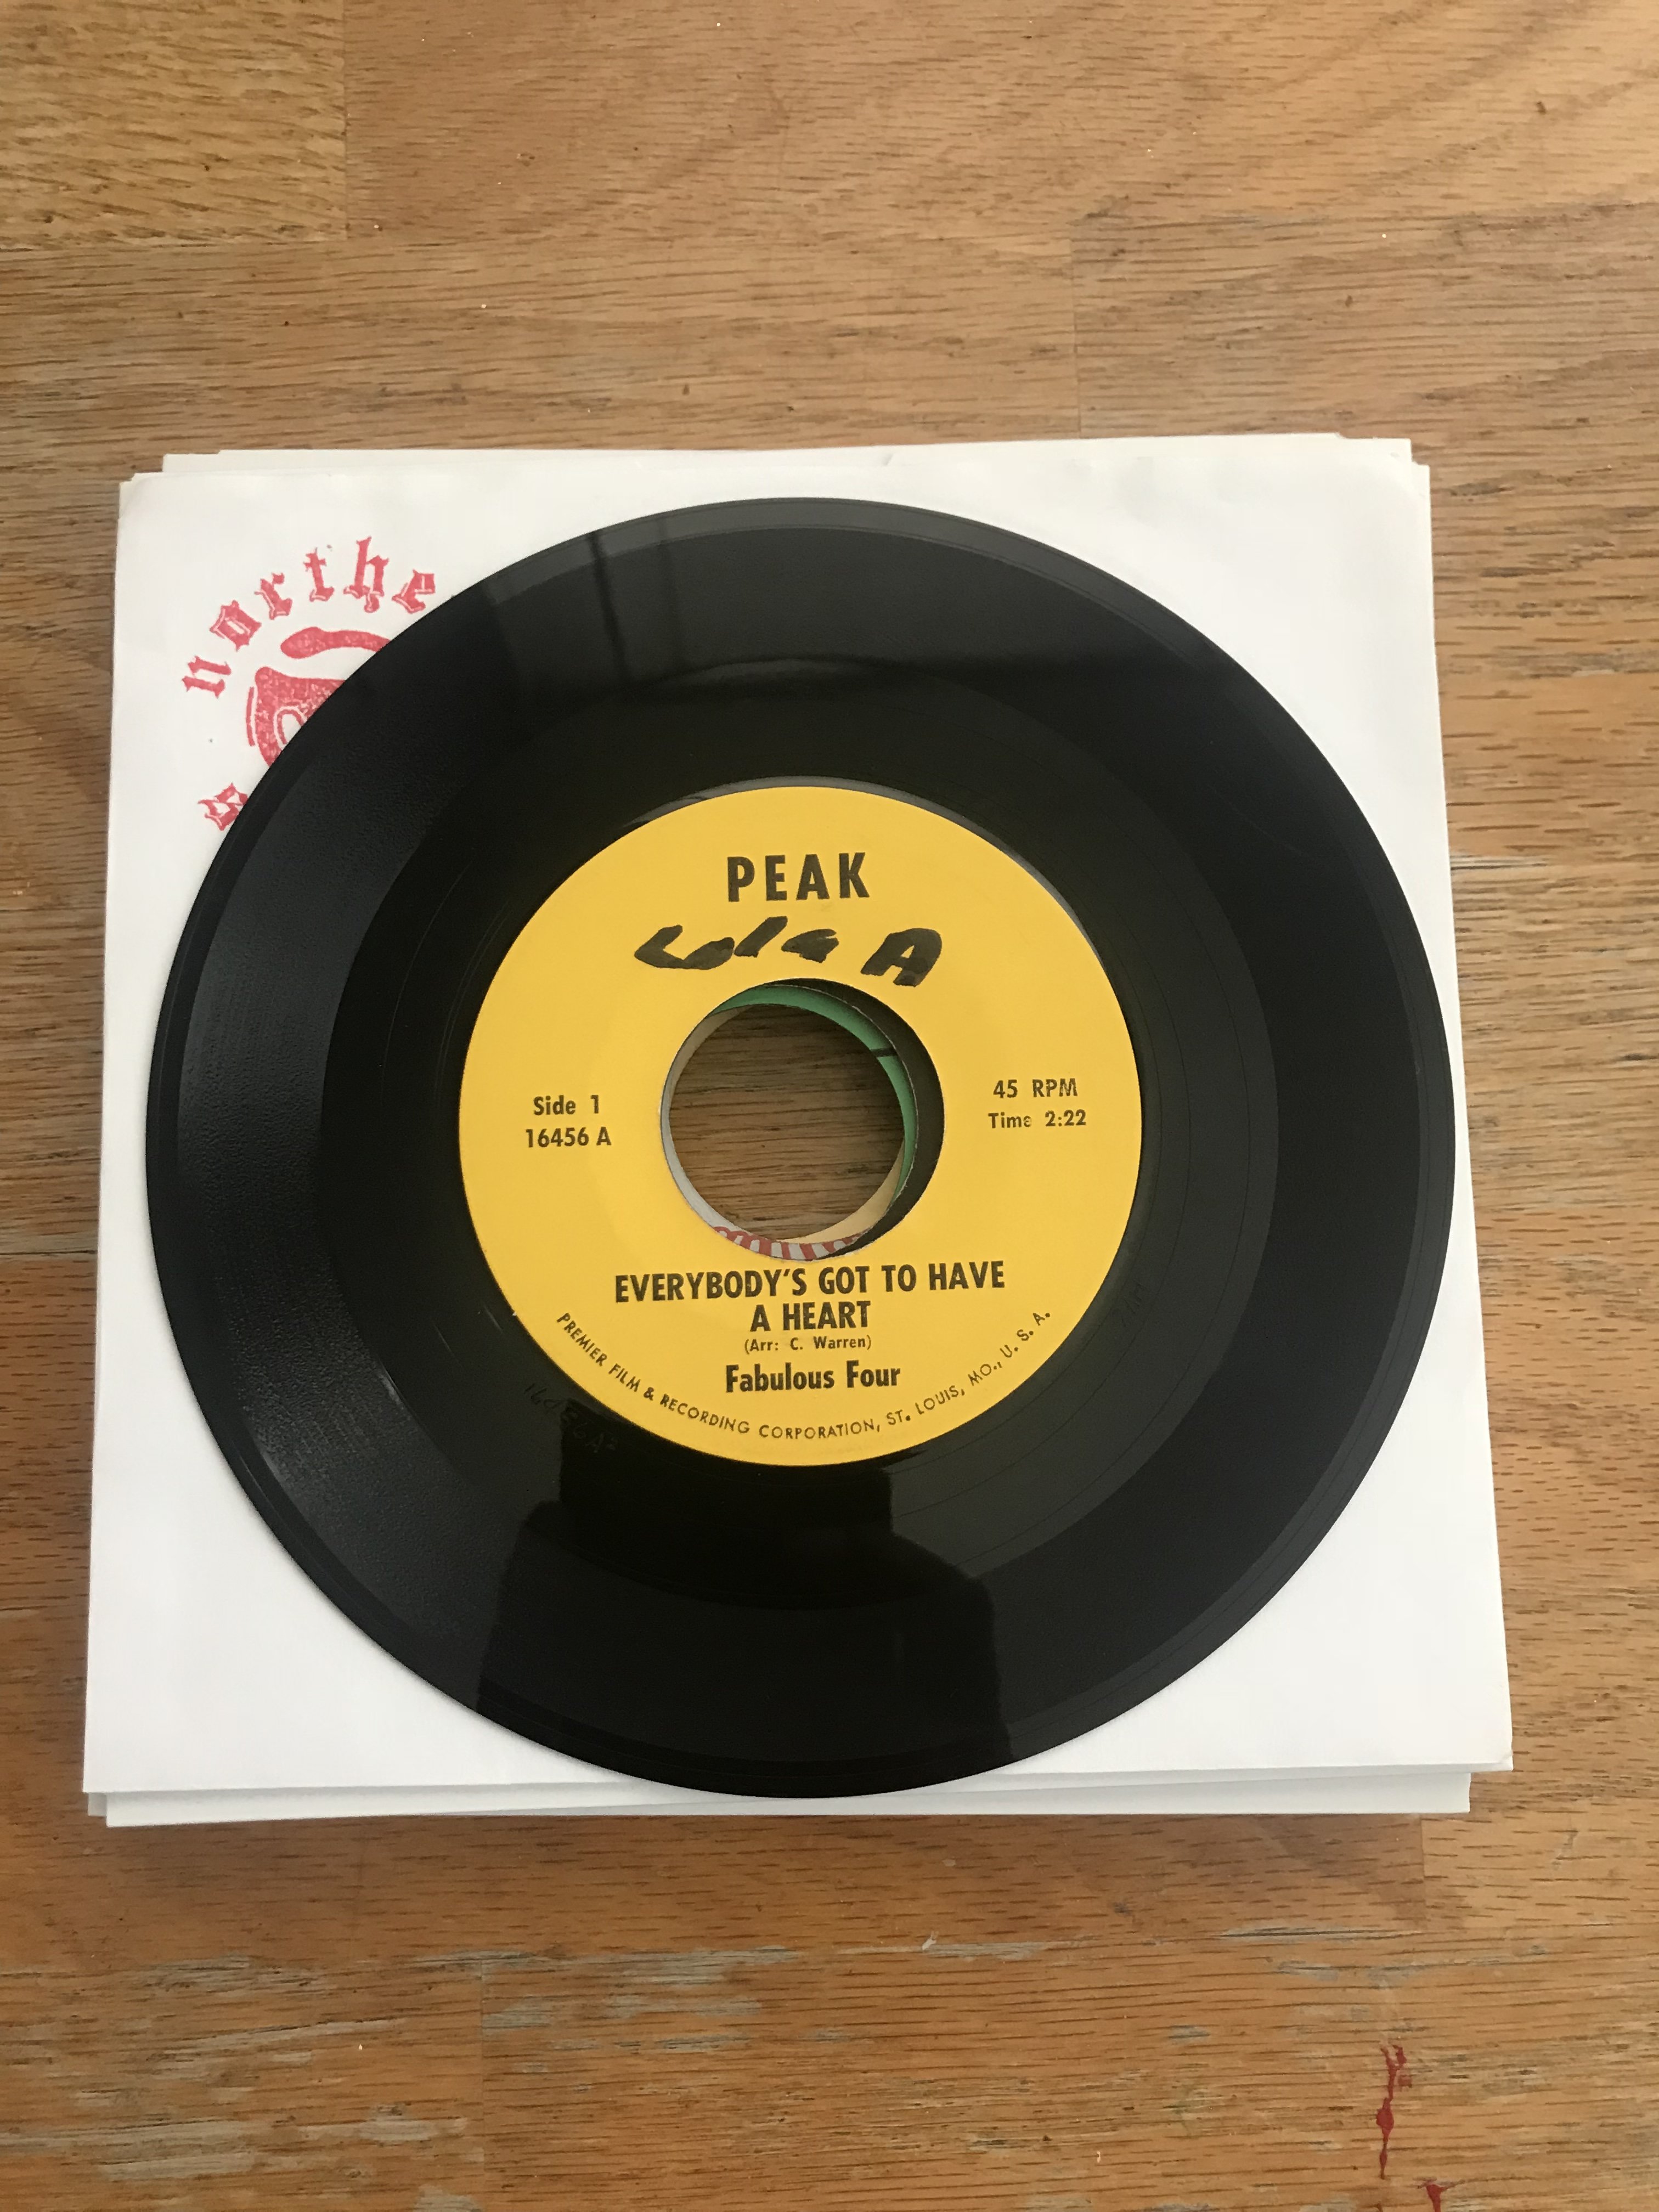 northe
s
PEAK
A
Side 1
16456 A
45 RPM
Time 2:22
EVERYBODY'S GOT TO HAVE
A HEART
(Arr: C. Warren)
Fabulous Four
PREMIER FILM & RECORDING CORPORATION, ST. LOUIS, MO., U. S. A.